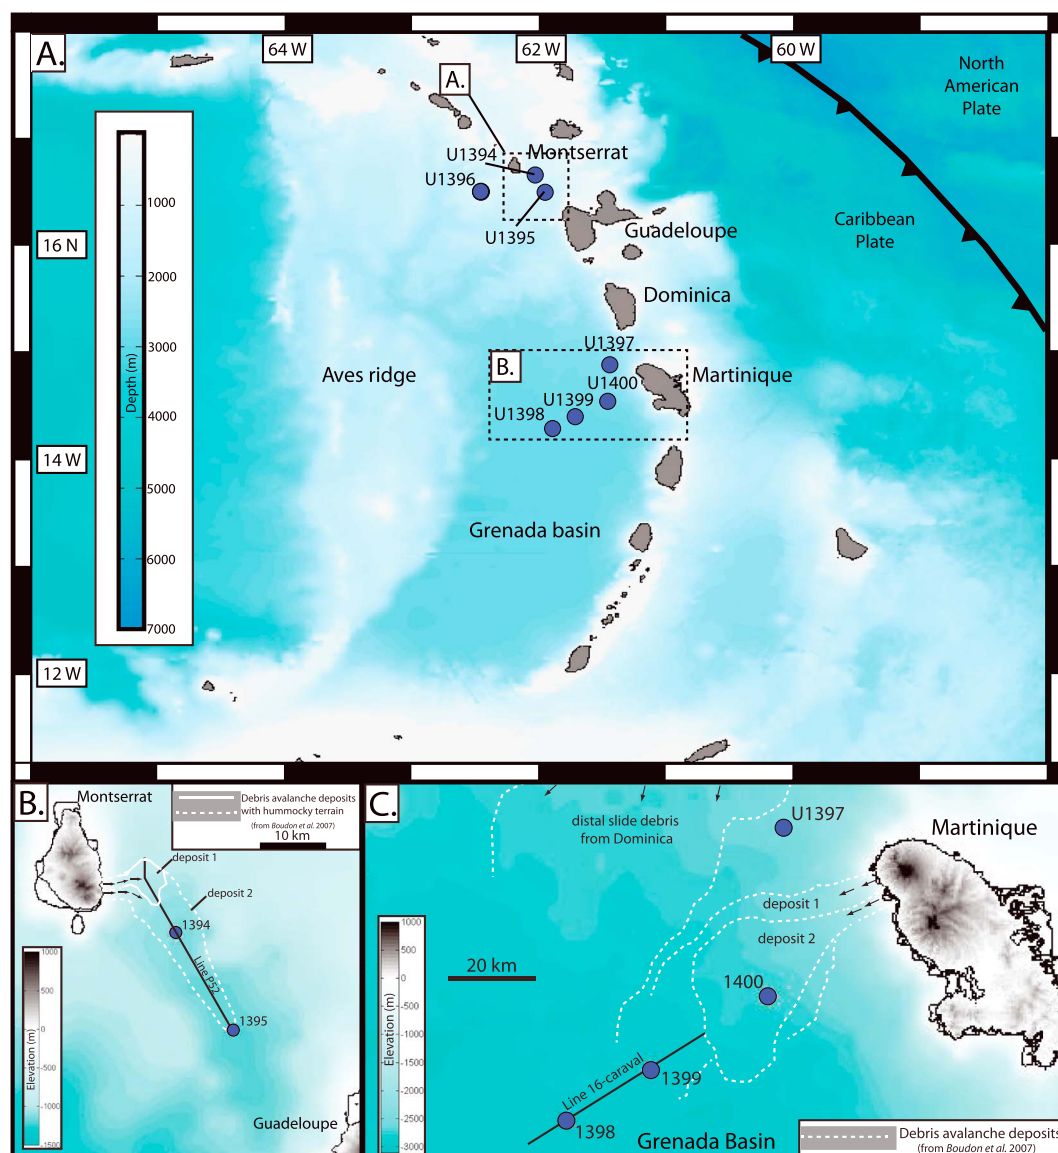 A.
64 W
62 W
60 W
North
American
Plate
A.
U1394
Montserrat
U1396
U1395
1000
16 N
Guadeloupe
Caribbean
Plate
2000
Dominica
3000
U1397
B.
Aves ridge
U1400
Martinique
Depth (m)
4000
U1399
U1398
14 W
5000
Grenada basin
6000
7000
12 W
B.
Montserrat
Debris avalanche deposits
with hummocky terrain
(from Boudon et al. 2007)
10 km
deposit 1
deposit 2
1394
Line P52
1395
1000
500
0
-500
-1000
-1500
Elevation (m)
Guadeloupe
C.
distal slide debris
from Dominica
U1397
Martinique
deposit 1
deposit 2
20 km
1400
1000
500
0
-500
-1000
-1500
-2000
-2500
-3000
Elevation (m)
Line 16-caraval
1399
1398
Grenada Basin
Debris avalanche deposits
(from Boudon et al. 2007)